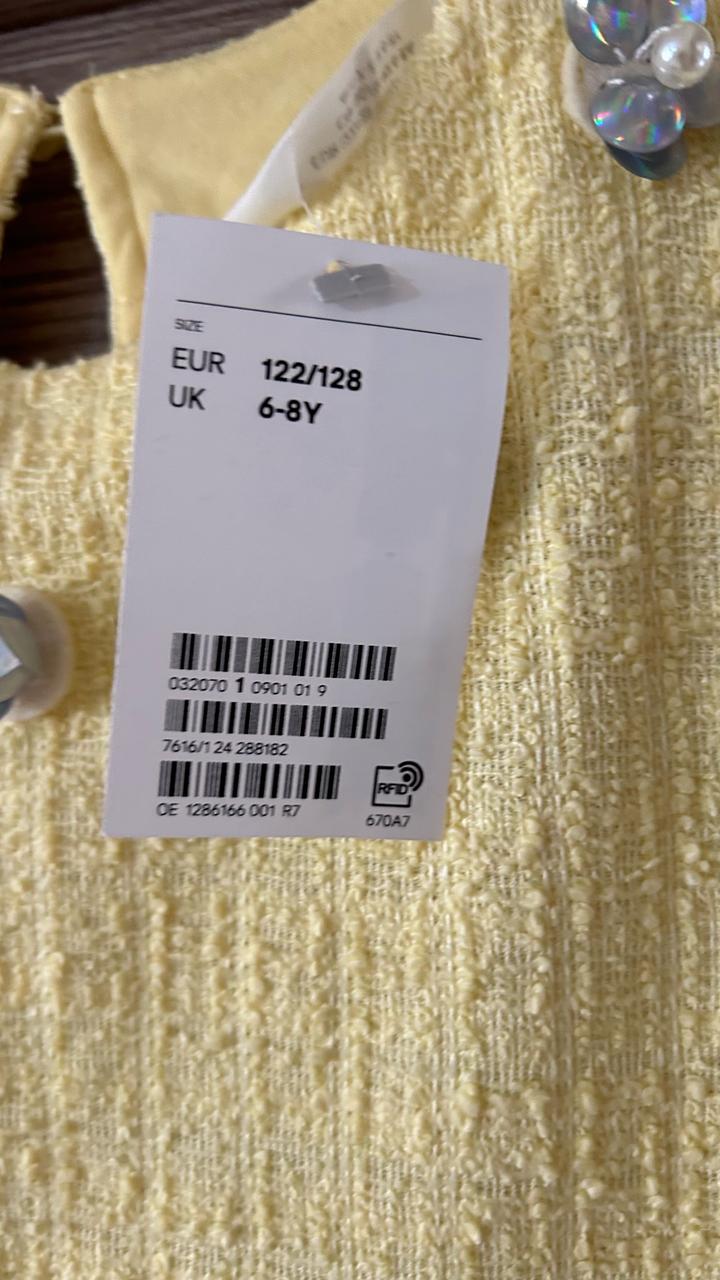 SIZE
EUR 122/128
UK 6-8Y
032070 1 0901 01 9
7616/1 24 288182
OE 1286166 001 R7
RFID
670A7